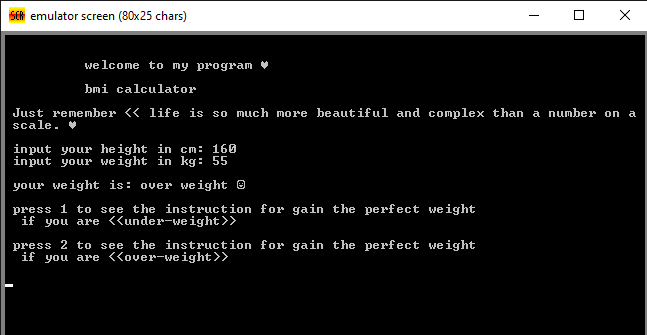 emulator screen (80x25 chars)
welcome to my program ♥
bmi calculator
Just remember << life is so much more beautiful and complex than a number on a
scale. ♥
input your height in cm: 160
input your weight in kg: 55
your weight is: over weight ☺
press 1 to see the instruction for gain the perfect weight
if you are <<under-weight>>
press 2 to see the instruction for gain the perfect weight
if you are <<over-weight>>